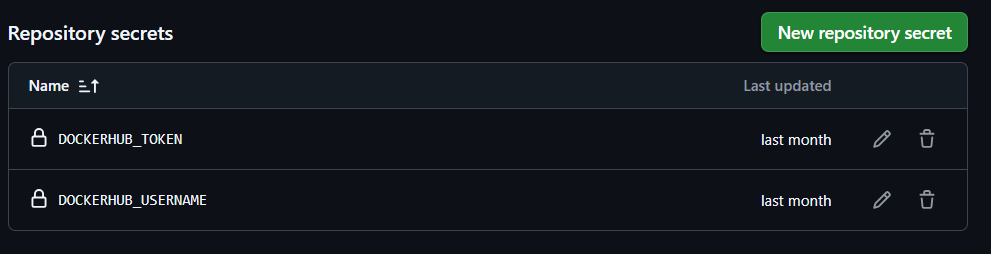 Repository secrets
New repository secret
Name
Last updated
DOCKERHUB_TOKEN
last month
DOCKERHUB_USERNAME
last month